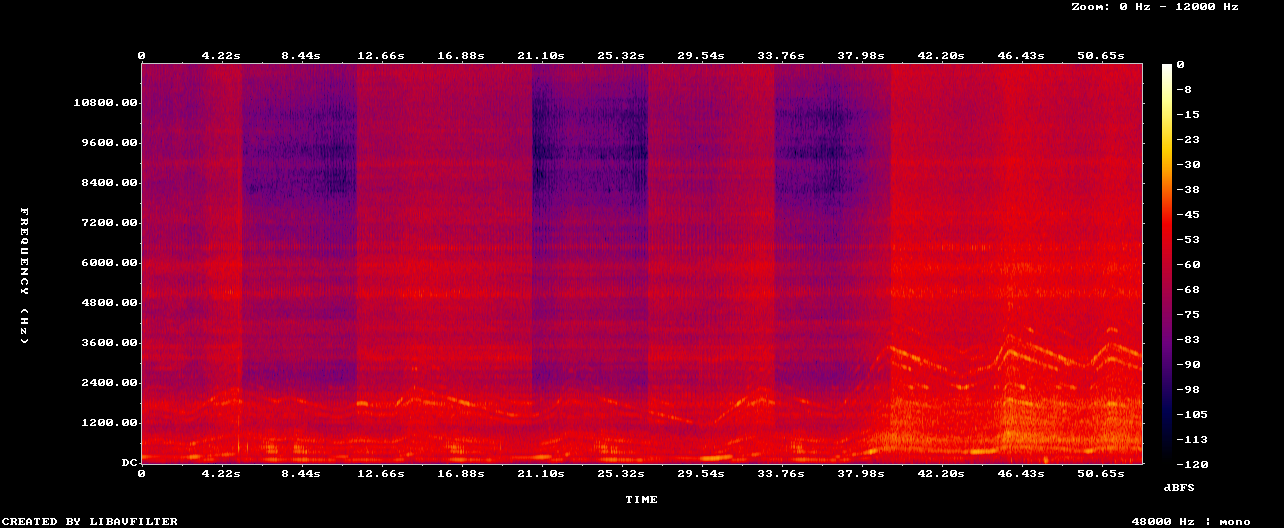 Zoom: 0 Hz - 12000 Hz
0 4.22s 8.44s 12.66s 16.88s 21.10s 25.32s 29.54s 33.76s 37.98s 42.20s 46.43s 50.65s
0
-8
10800.00
-15
-23
9600.00
-30
8400.00
-38
-45
7200.00
-53
6000.00
-60
-68
4800.00
-75
3600.00
-83
-90
2400.00
-98
-105
1200.00
-113
DC
-120
FREQUENCY (Hz)
0 4.22s 8.44s 12.66s 16.88s 21.10s 25.32s 29.54s 33.76s 37.98s 42.20s 46.43s 50.65s
dBFS
TIME
CREATED BY LIBAVFILTER
48000 Hz | mono